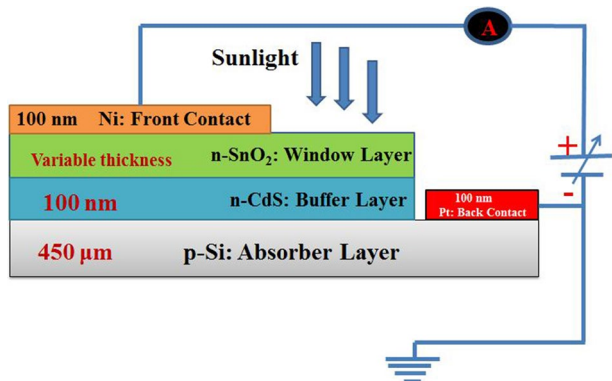 A
Sunlight
100 nm Ni: Front Contact
Variable thickness n-SnO₂: Window Layer
100 nm n-CdS: Buffer Layer
100 nm
Pt: Back Contact
450 µm p-Si: Absorber Layer
+
-